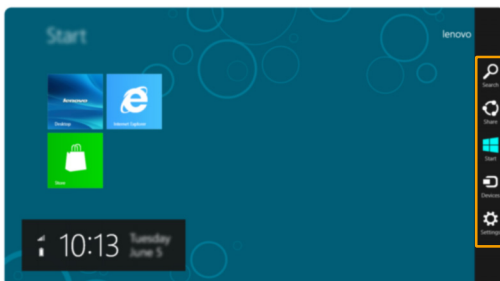 Start
lenovo
Desktop
Internet Explorer
Store
10:13
Tuesday
June 5
Search
Share
Start
Devices
Settings